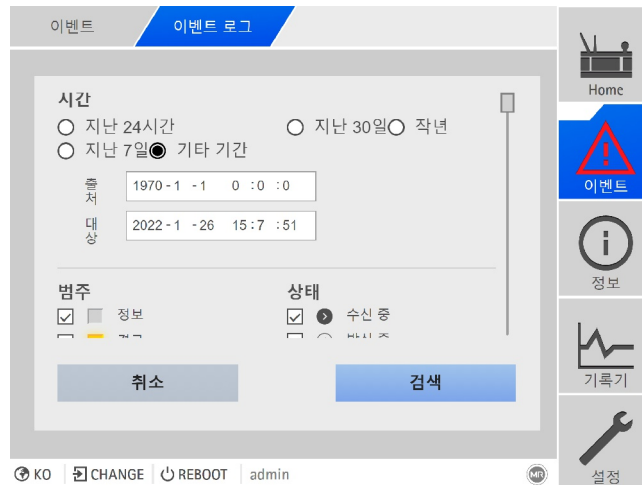 이벤트
이벤트 로그
시간
지난 24시간
지난 30일
작년
지난 7일
기타 기간
출처
1970 - 1 - 1 0 : 0 : 0
대상
2022 - 1 - 26 15 : 7 : 51
범주
상태
정보
수신 중
취소
검색
KO
CHANGE
REBOOT
admin
MR
Home
이벤트
정보
기록기
설정